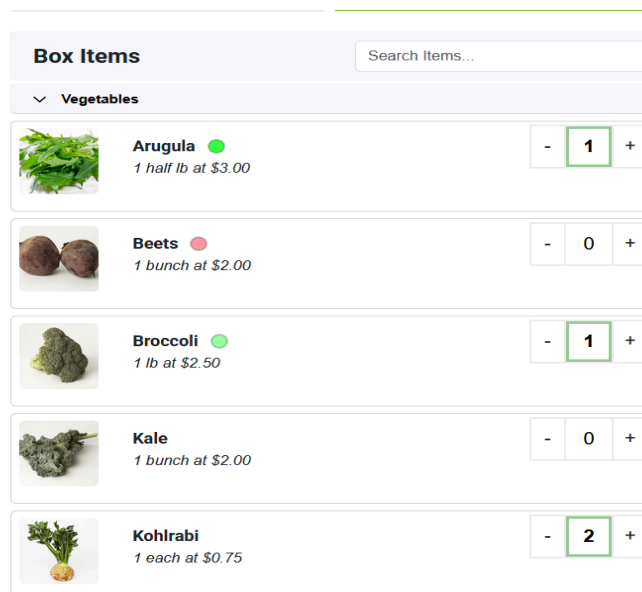 Box Items
Search Items...
Vegetables
Arugula
1 half lb at $3.00
- 1 +
Beets
1 bunch at $2.00
- 0 +
Broccoli
1 lb at $2.50
- 1 +
Kale
1 bunch at $2.00
- 0 +
Kohlrabi
1 each at $0.75
- 2 +